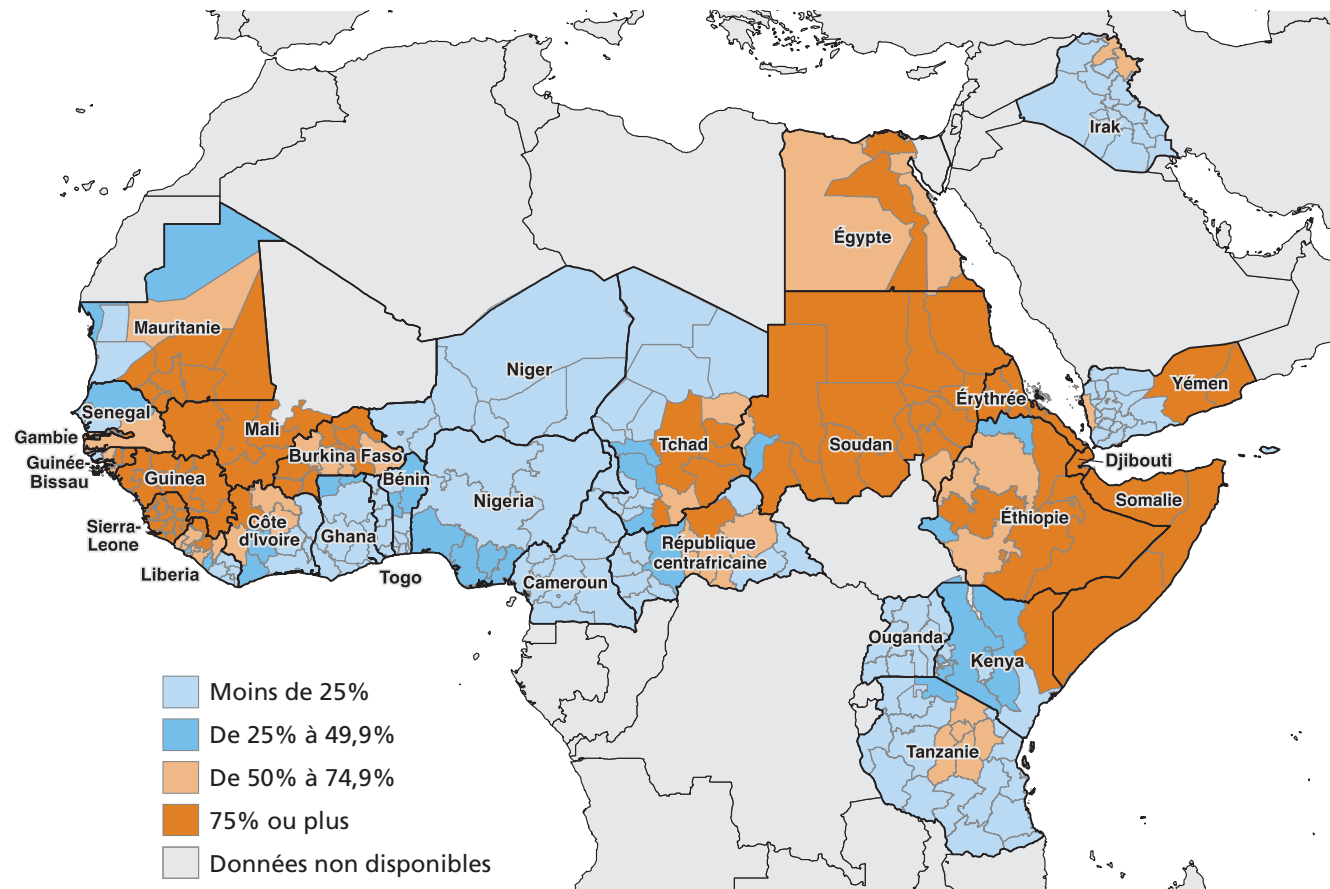 Irak
Égypte
Mauritanie
Niger
Yémen
Érythrée
Senegal
Mali
Gambie
Tchad
Soudan
Burkina Faso
Djibouti
Guinée-
Bissau
Guinea
Bénin
Nigeria
Somalie
Éthiopie
Côte
d'Ivoire
Sierra-
Leone
Ghana
République
centrafricaine
Liberia
Togo
Cameroun
Ouganda
Kenya
Tanzanie
Moins de 25%
De 25% à 49,9%
De 50% à 74,9%
75% ou plus
Données non disponibles